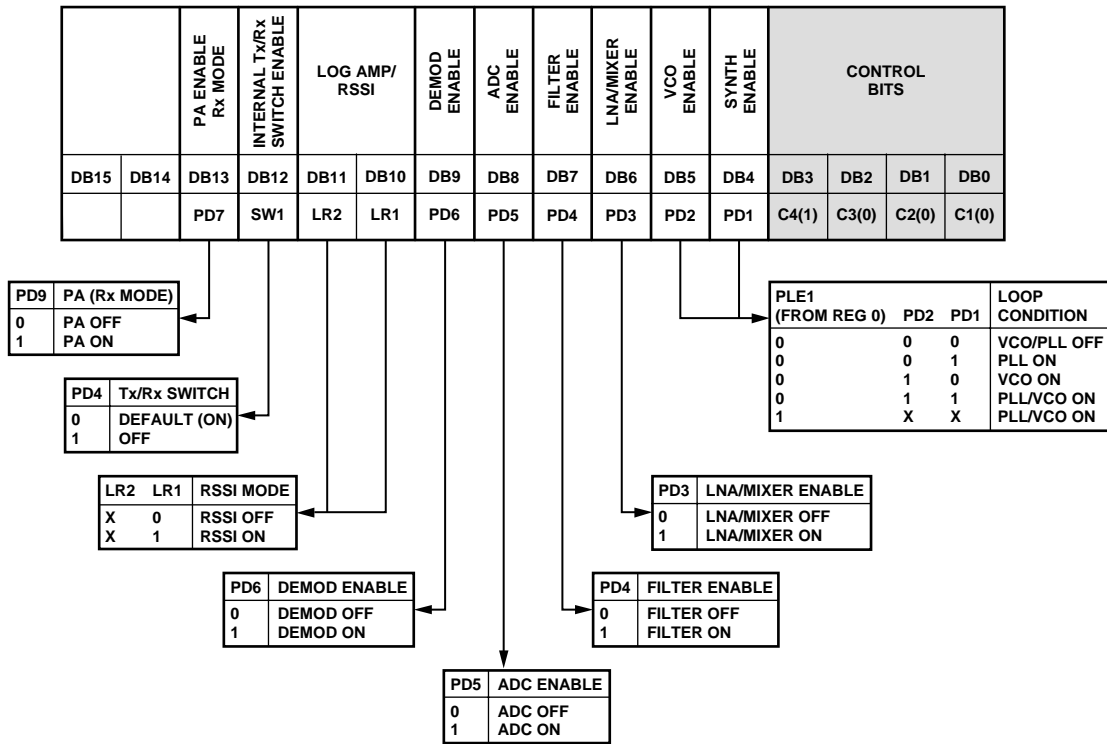 PA ENABLE
Rx MODE
INTERNAL Tx/Rx
SWITCH ENABLE
LOG AMP/
RSSI
DEMOD
ENABLE
ADC
ENABLE
FILTER
ENABLE
LNA/MIXER
ENABLE
VCO
ENABLE
SYNTH
ENABLE
CONTROL
BITS
DB15 DB14 DB13 DB12 DB11 DB10 DB9 DB8 DB7 DB6 DB5 DB4 DB3 DB2 DB1 DB0
PD7 SW1 LR2 LR1 PD6 PD5 PD4 PD3 PD2 PD1 C4(1) C3(0) C2(0) C1(0)
PD9 PA (Rx MODE)
0 PA OFF
1 PA ON
PLE1
(FROM REG 0) PD2 PD1 LOOP
CONDITION
0 0 0 VCO/PLL OFF
0 0 1 PLL ON
0 1 0 VCO ON
0 1 1 PLL/VCO ON
1 X X PLL/VCO ON
PD4 Tx/Rx SWITCH
0 DEFAULT (ON)
1 OFF
LR2 LR1 RSSI MODE
X 0 RSSI OFF
X 1 RSSI ON
PD3 LNA/MIXER ENABLE
0 LNA/MIXER OFF
1 LNA/MIXER ON
PD6 DEMOD ENABLE
0 DEMOD OFF
1 DEMOD ON
PD4 FILTER ENABLE
0 FILTER OFF
1 FILTER ON
PD5 ADC ENABLE
0 ADC OFF
1 ADC ON